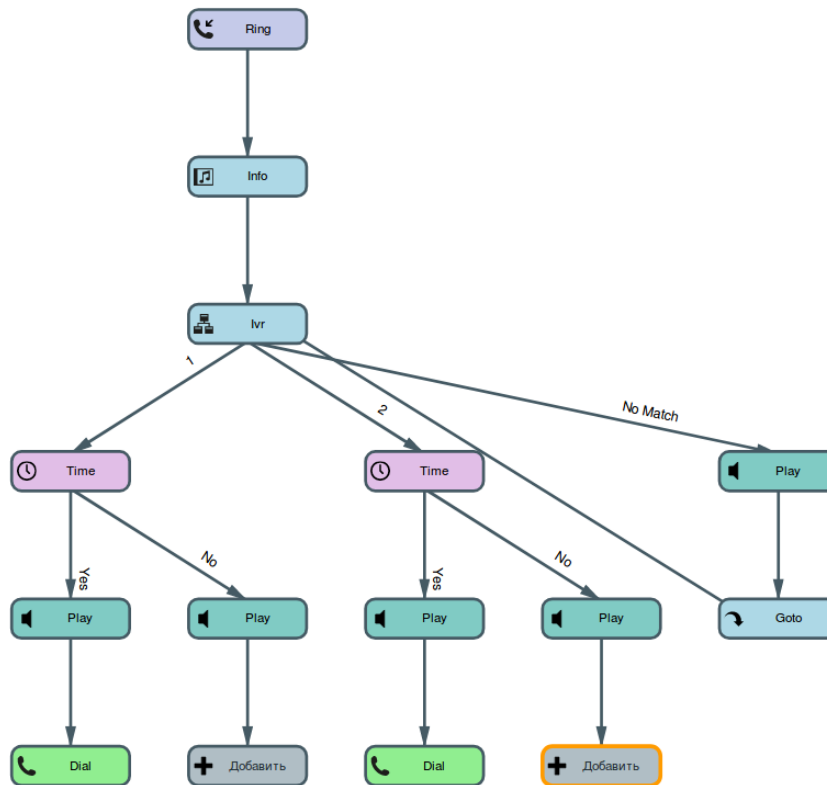 Ring
Info
Ivr
1
2
No Match
Time
Time
Play
Yes
No
Yes
No
Play
Play
Play
Play
Goto
Dial
Добавить
Dial
Добавить